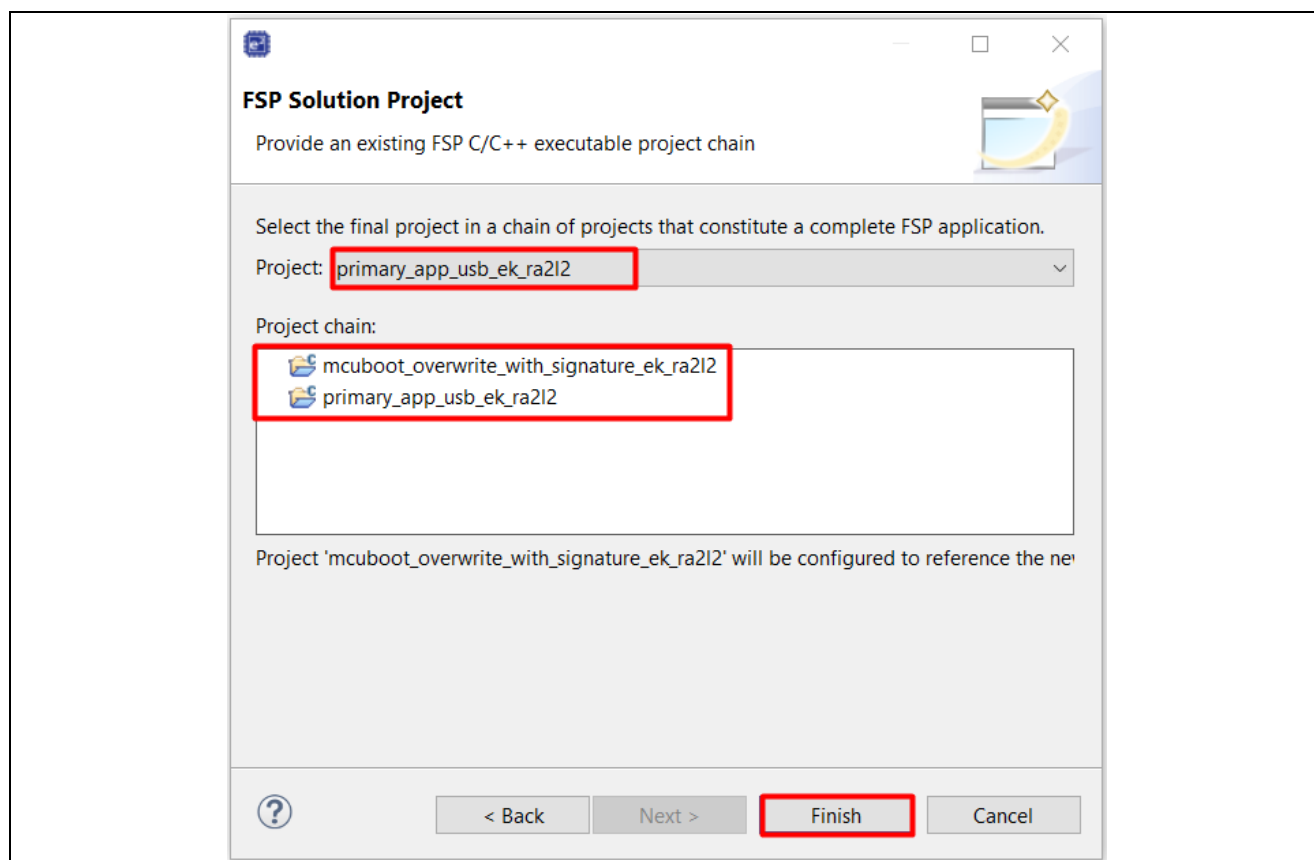 FSP Solution Project
Provide an existing FSP C/C++ executable project chain
Select the final project in a chain of projects that constitute a complete FSP application.
Project: primary_app_usb_ek_ra2l2
Project chain:
mcuboot_overwrite_with_signature_ek_ra2l2
primary_app_usb_ek_ra2l2
Project 'mcuboot_overwrite_with_signature_ek_ra2l2' will be configured to reference the ne
< Back Next > Finish Cancel